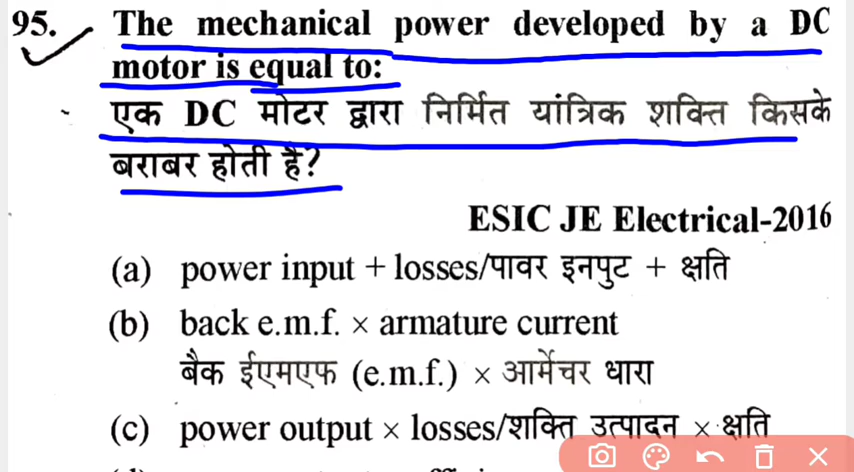 95. The mechanical power developed by a DC
motor is equal to:
एक DC मोटर द्वारा निर्मित यांत्रिक शक्ति किसके
बराबर होती है?
ESIC JE Electrical-2016
(a) power input + losses/पावर इनपुट + क्षति
(b) back e.m.f. × armature current
बैक ईएमएफ (e.m.f.) × आर्मेचर धारा
(c) power output × losses/शक्ति उत्पादन × क्षति